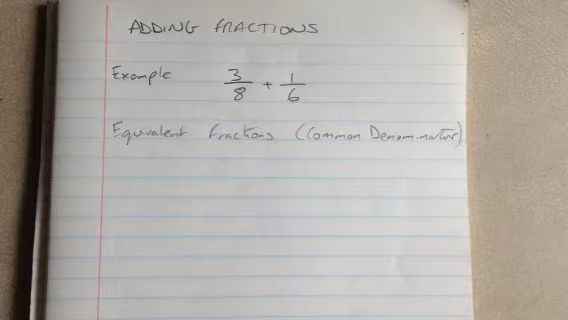 ADDING FRACTIONS
Example 3/8 + 1/6
Equivalent fractions (Common Denominator)